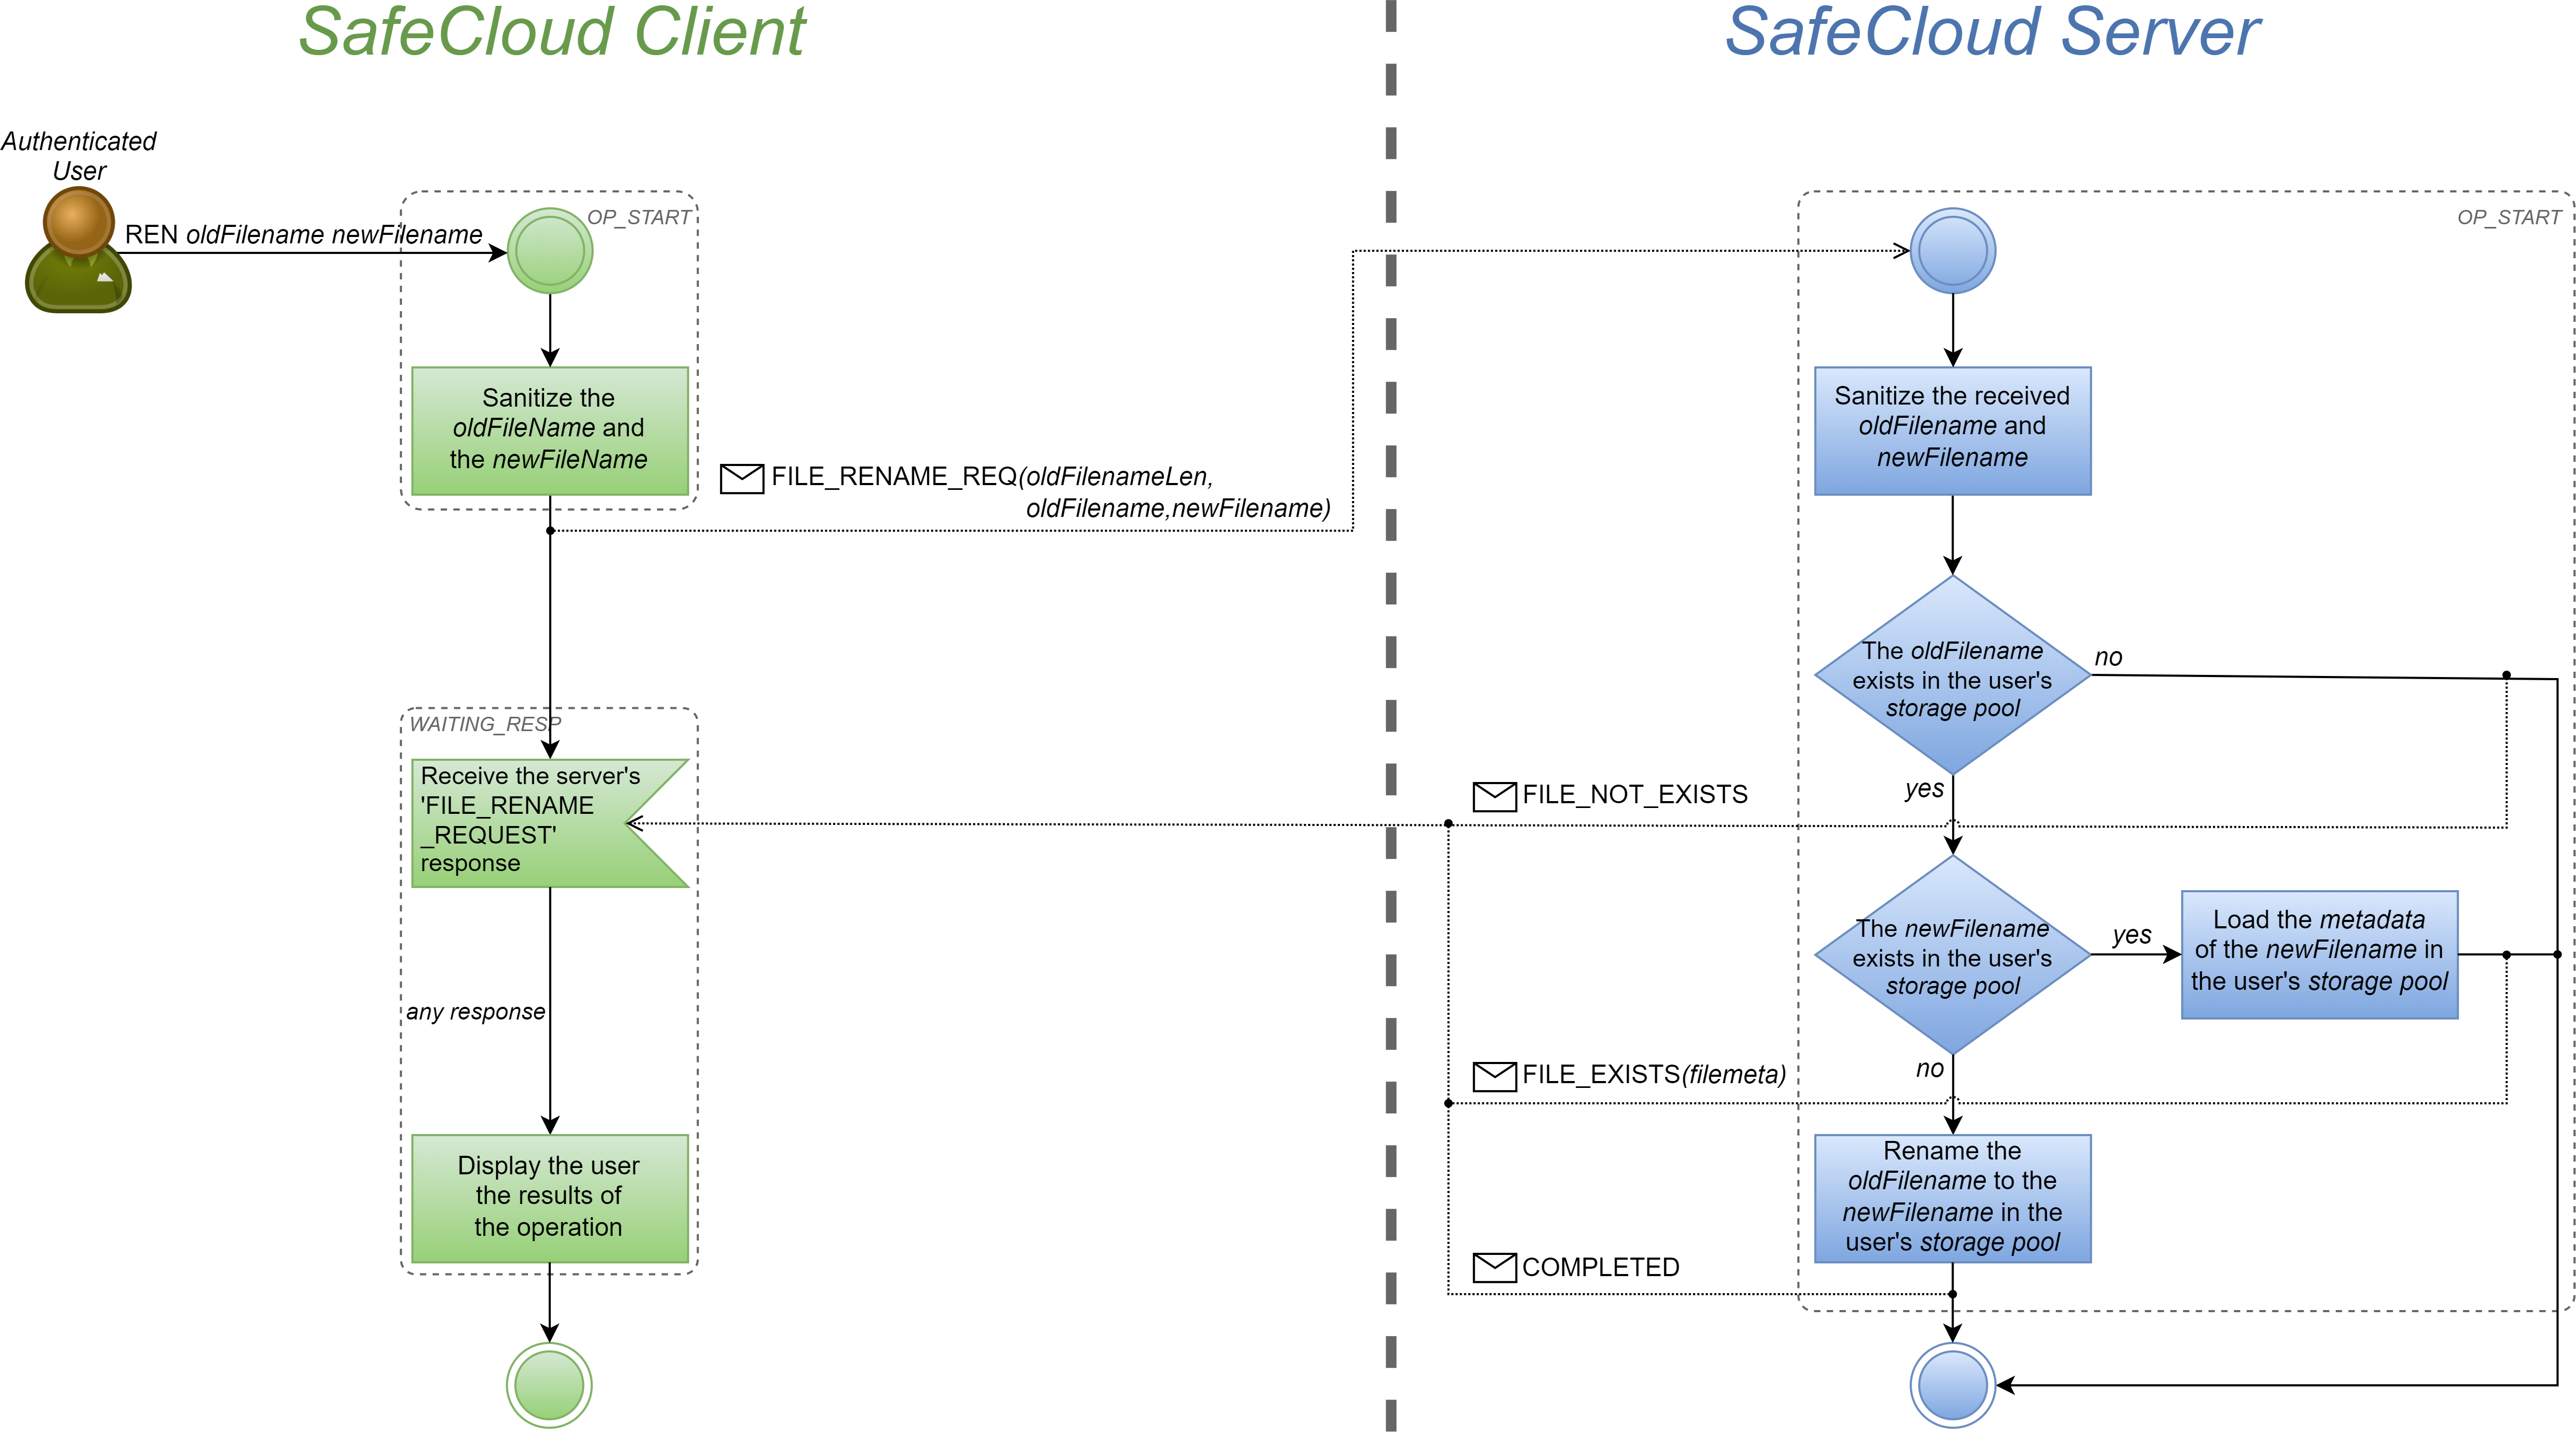 SafeCloud Client
SafeCloud Server
Authenticated
User
REN oldFilename newFilename
OP_START
Sanitize the
oldFileName and
the newFileName
FILE_RENAME_REQ(oldFilenameLen,
oldFilename,newFilename)
WAITING_RESP
Receive the server's
'FILE_RENAME
_REQUEST'
response
any response
Display the user
the results of
the operation
OP_START
Sanitize the received
oldFilename and
newFilename
The oldFilename
exists in the user's
storage pool
no
yes
FILE_NOT_EXISTS
The newFilename
exists in the user's
storage pool
yes
Load the metadata
of the newFilename in
the user's storage pool
no
FILE_EXISTS(filemeta)
Rename the
oldFilename to the
newFilename in the
user's storage pool
COMPLETED